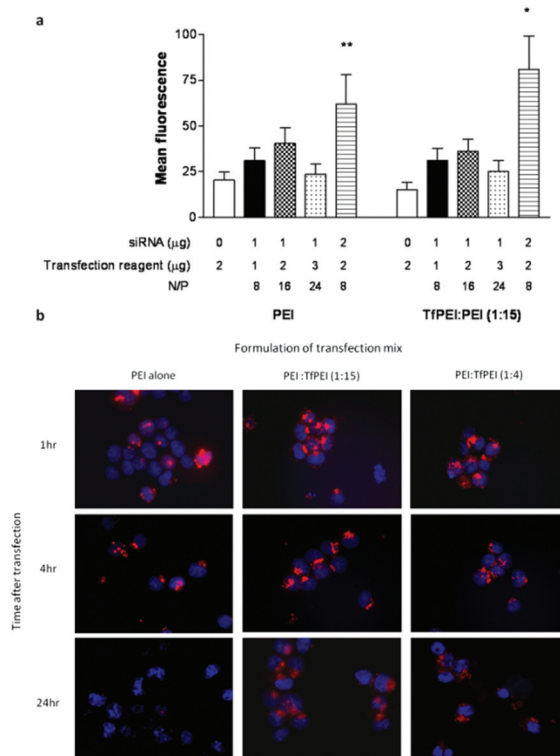 a
**
*
100
75
50
25
0
Mean fluorescence
siRNA (μg) 0 1 1 1 2 0 1 1 1 2
Transfection reagent (μg) 2 1 2 3 2 2 1 2 3 2
N/P 8 16 24 8 8 16 24 8
PEI TfPEI:PEI (1:15)
b
Formulation of transfection mix
PEI alone PEI :TfPEI (1:15) PEI:TfPEI (1:4)
Time after transfection
1hr
4hr
24hr